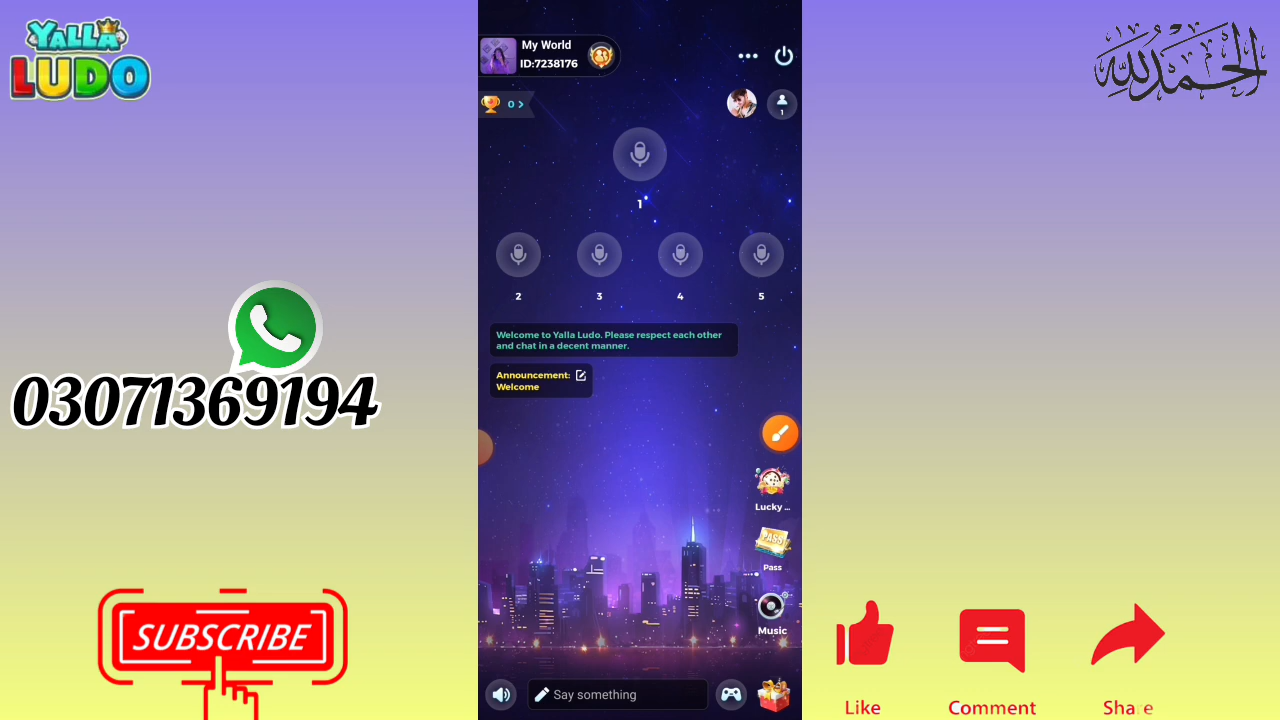 YALLA
LUDO
My World
ID:7238176
الحمدلله
0 >
1
1
2
3
4
5
Welcome to Yalla Ludo. Please respect each other
and chat in a decent manner.
Announcement:
Welcome
03071369194
Lucky ...
PASS
Pass
Music
SUBSCRIBE
Say something
Like
Comment
Share